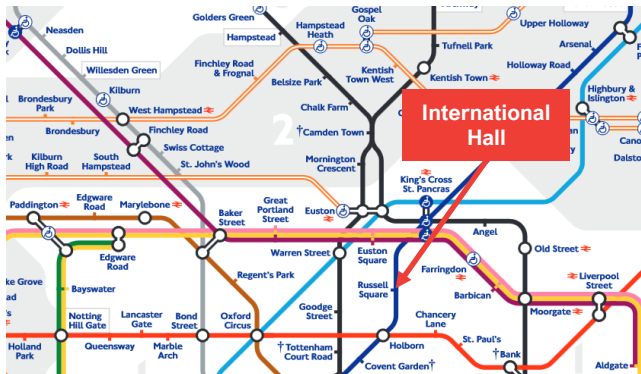 Golders Green
Hampstead
Hampstead
Heath
Gospel
Oak
Upper Holloway
Neasden
Dollis Hill
Willesden Green
Kilburn
Finchley Road
& Frognal
Belsize Park
Kentish
Town West
Tufnell Park
Kentish Town
Arsenal
Holloway Road
Highbury &
Islington
Brondesbury
Park
Brondesbury
West Hampstead
Finchley Road
Swiss Cottage
St. John's Wood
Chalk Farm
†Camden Town
2
International
Hall
Dalston
Kilburn
High Road
South
Hampstead
Mornington
Crescent
King's Cross
St. Pancras
Paddington
Edgware
Road
Marylebone
Baker
Street
Great
Portland
Street
Euston
Angel
Old Street
Edgware
Road
Warren Street
Euston
Square
Farringdon
Barbican
Liverpool
Street
Moorgate
Bayswater
Regent's Park
Russell
Square
Goodge
Street
Notting
Hill Gate
Lancaster
Gate
Bond
Street
Oxford
Circus
Chancery
Lane
St. Paul's
Holland
Park
Queensway
Marble
Arch
†Tottenham
Court Road
Holborn
†Bank
Covent Garden†
Aldgate